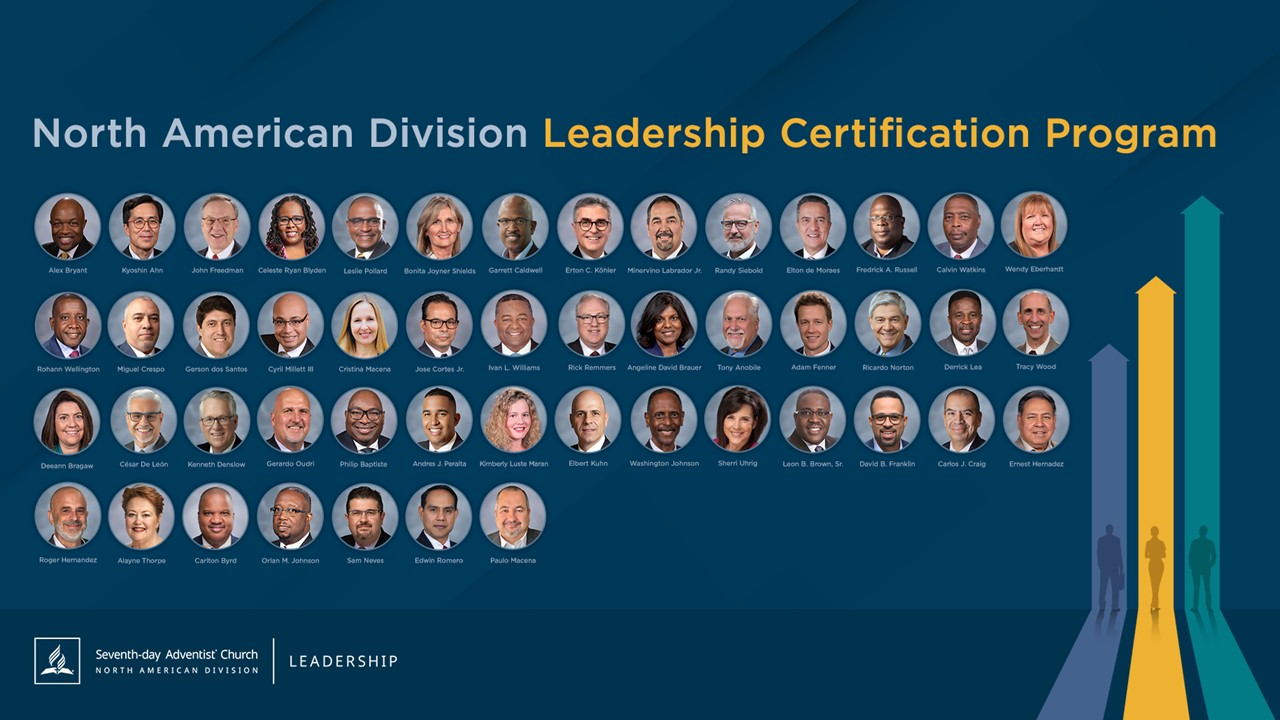 North American Division Leadership Certification Program
Alex Bryant
Kyoshin Ahn
John Freedman
Celeste Ryan Blyden
Leslie Pollard
Bonita Joyner Shields
Garrett Caldwell
Erton C. Köhler
Minervino Labrador Jr.
Randy Siebold
Elton de Moraes
Fredrick A. Russell
Calvin Watkins
Wendy Eberhardt
Rohann Wellington
Miguel Crespo
Gerson dos Santos
Cyril Millett III
Cristina Macena
Jose Cortes Jr.
Ivan L. Williams
Rick Remmers
Angeline David Brauer
Tony Anobile
Adam Fenner
Ricardo Norton
Derrick Lea
Tracy Wood
Deeann Bragaw
César De León
Kenneth Denslow
Gerardo Oudri
Philip Baptiste
Andres J. Peralta
Kimberly Luste Maran
Elbert Kuhn
Washington Johnson
Sherri Uhrig
Leon B. Brown, Sr.
David B. Franklin
Carlos J. Craig
Ernest Hernadez
Roger Hernandez
Alayne Thorpe
Carlton Byrd
Orlan M. Johnson
Sam Neves
Edwin Romero
Paulo Macena
Seventh-day Adventist® Church
NORTH AMERICAN DIVISION
LEADERSHIP